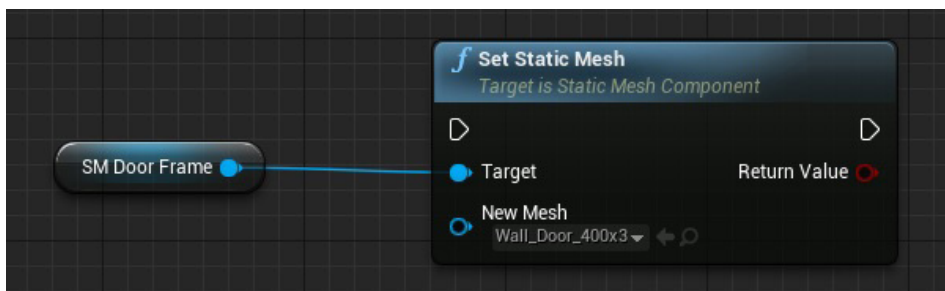 f Set Static Mesh
Target is Static Mesh Component
SM Door Frame
Target
Return Value
New Mesh
Wall_Door_400x3